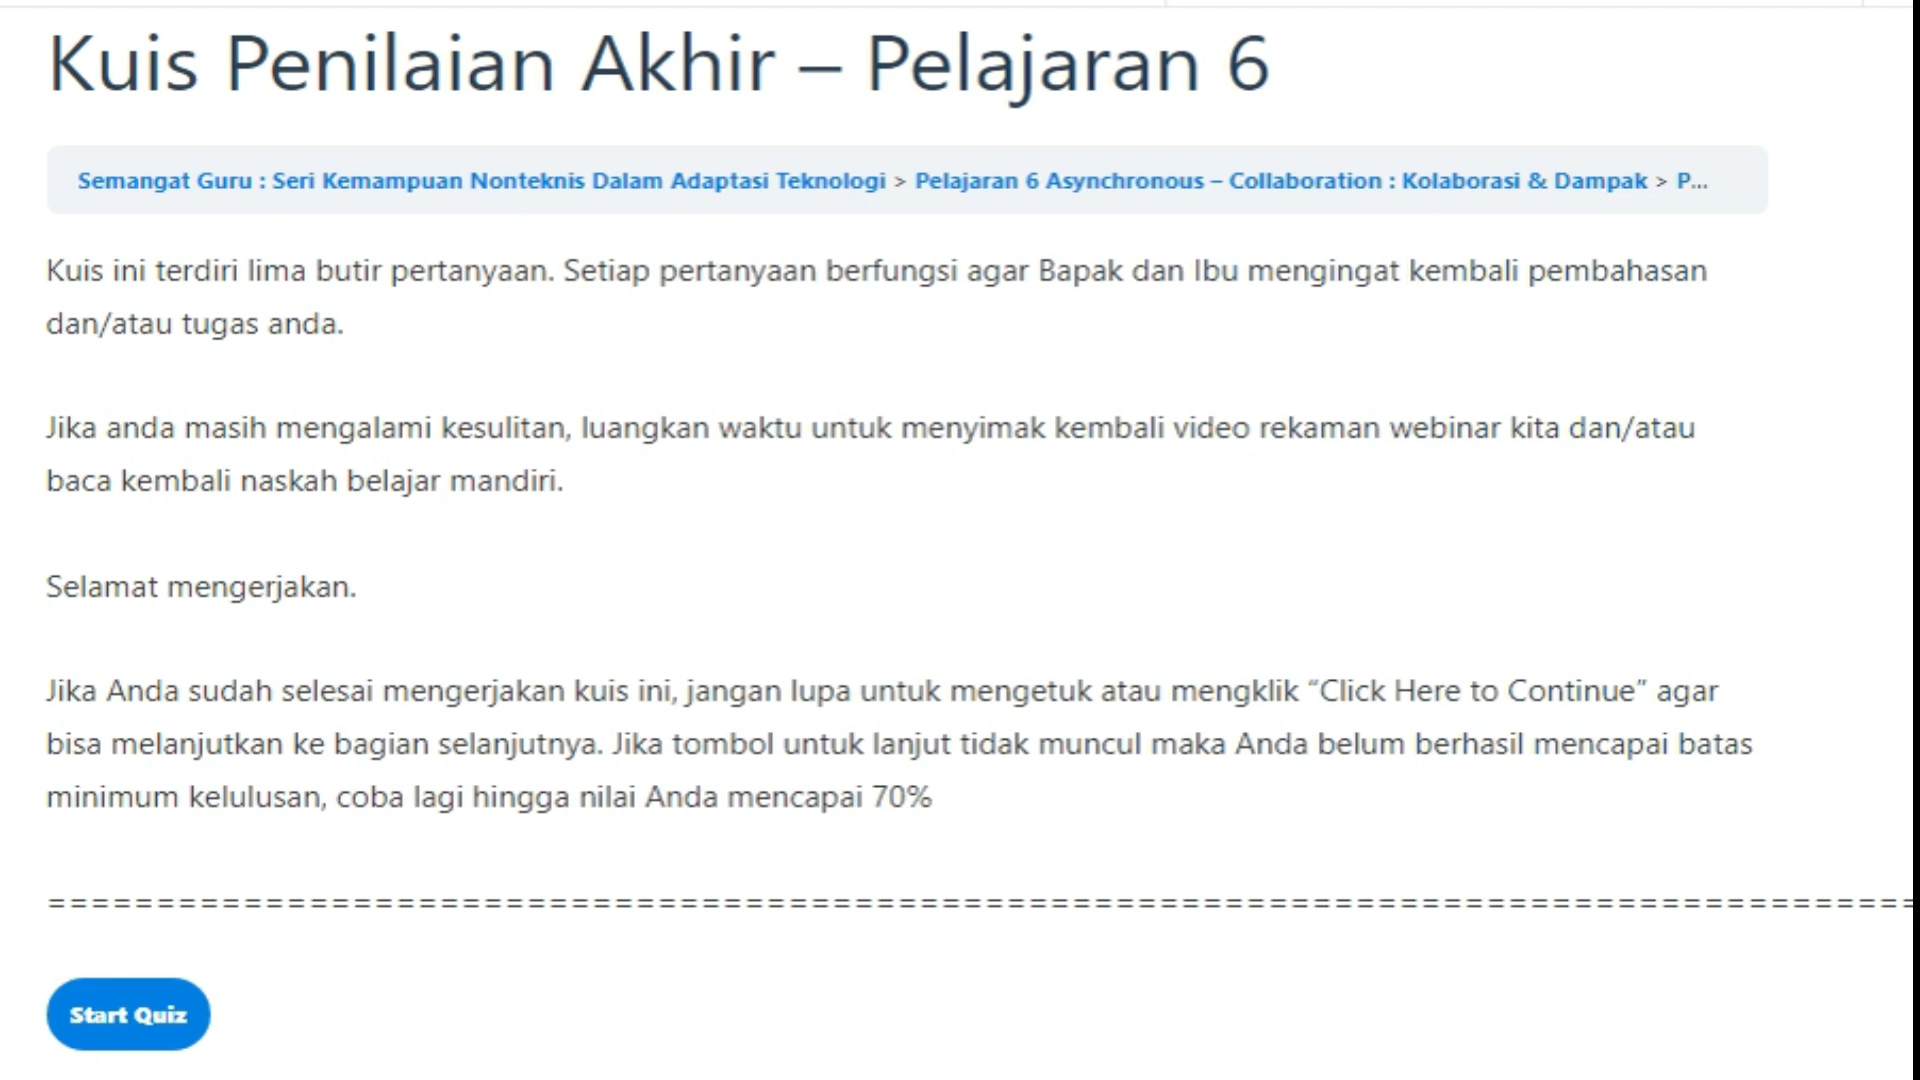 Kuis Penilaian Akhir – Pelajaran 6
Semangat Guru : Seri Kemampuan Nonteknis Dalam Adaptasi Teknologi > Pelajaran 6 Asynchronous – Collaboration : Kolaborasi & Dampak > P...
Kuis ini terdiri lima butir pertanyaan. Setiap pertanyaan berfungsi agar Bapak dan Ibu mengingat kembali pembahasan
dan/atau tugas anda.
Jika anda masih mengalami kesulitan, luangkan waktu untuk menyimak kembali video rekaman webinar kita dan/atau
baca kembali naskah belajar mandiri.
Selamat mengerjakan.
Jika Anda sudah selesai mengerjakan kuis ini, jangan lupa untuk mengetuk atau mengklik “Click Here to Continue” agar
bisa melanjutkan ke bagian selanjutnya. Jika tombol untuk lanjut tidak muncul maka Anda belum berhasil mencapai batas
minimum kelulusan, coba lagi hingga nilai Anda mencapai 70%
=======================================================================================
Start Quiz